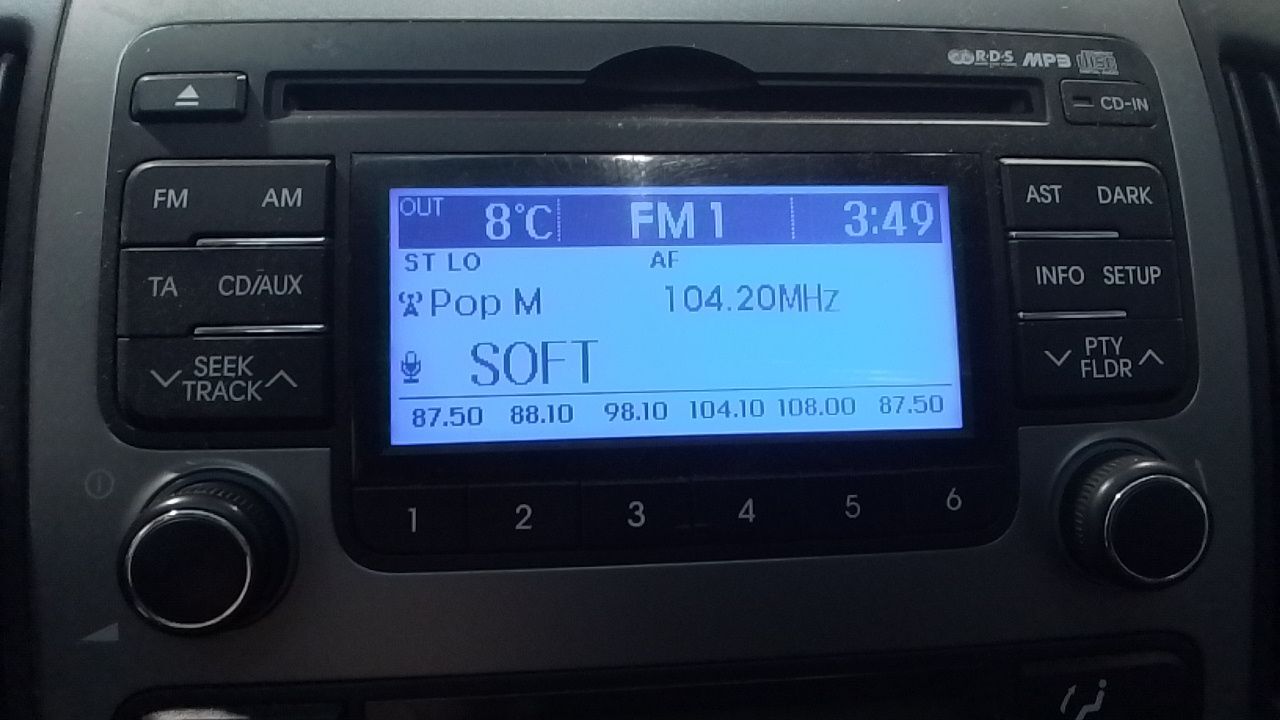 R·D·S MP3
CD-IN
FM AM
TA CD/AUX
SEEK
TRACK
OUT 8°C FM 1 3:49
ST LO AF
Pop M 104.20MHz
SOFT
87.50 88.10 98.10 104.10 108.00 87.50
AST DARK
INFO SETUP
PTY
FLDR
1 2 3 4 5 6